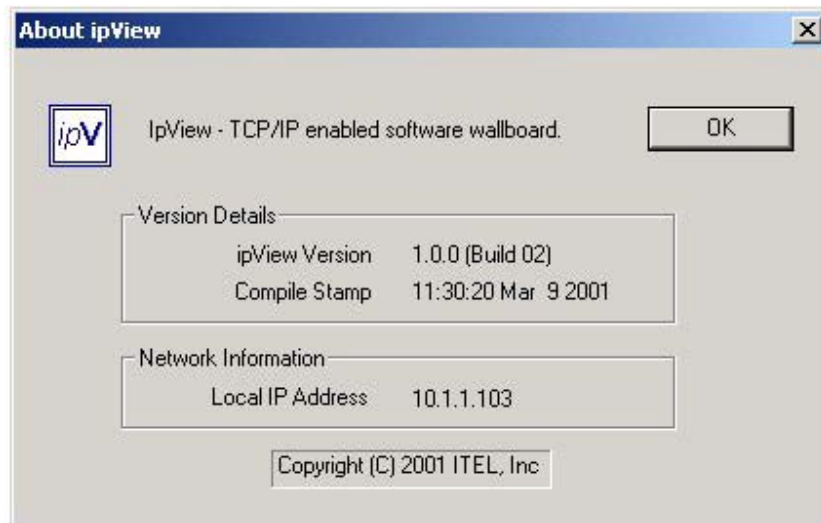 About ipView
ipV
IpView - TCP/IP enabled software wallboard.
OK
Version Details
ipView Version 1.0.0 (Build 02)
Compile Stamp 11:30:20 Mar 9 2001
Network Information
Local IP Address 10.1.1.103
Copyright (C) 2001 ITEL, Inc